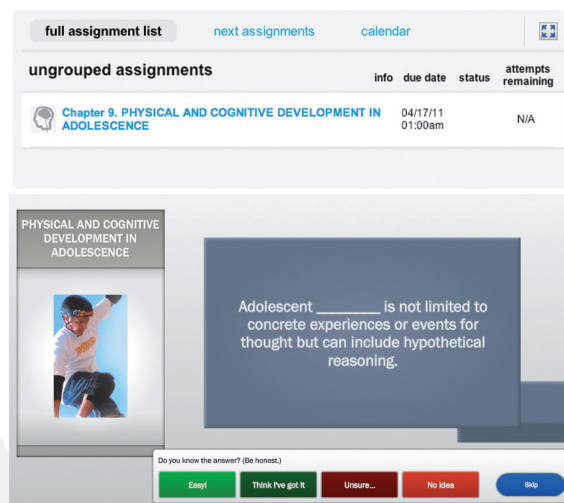 full assignment list next assignments calendar
ungrouped assignments info due date status attempts remaining
Chapter 9. PHYSICAL AND COGNITIVE DEVELOPMENT IN
ADOLESCENCE
04/17/11
01:00am
N/A
PHYSICAL AND COGNITIVE
DEVELOPMENT IN
ADOLESCENCE
Adolescent ________ is not limited to
concrete experiences or events for
thought but can include hypothetical
reasoning.
Do you know the answer? (Be honest.)
Easy! Think I've got it Unsure... No Idea Skip